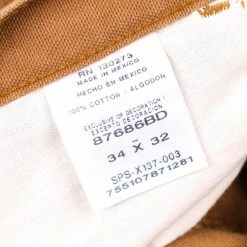 RN 130273
MADE IN MEXICO
HECHO EN MEXICO
100% COTTON / ALGODON
EXCLUSIVE OF DECORATION /
EXCEPTO DECORACION
87686BD
34 X 32
SPS-X137-003
755107871281